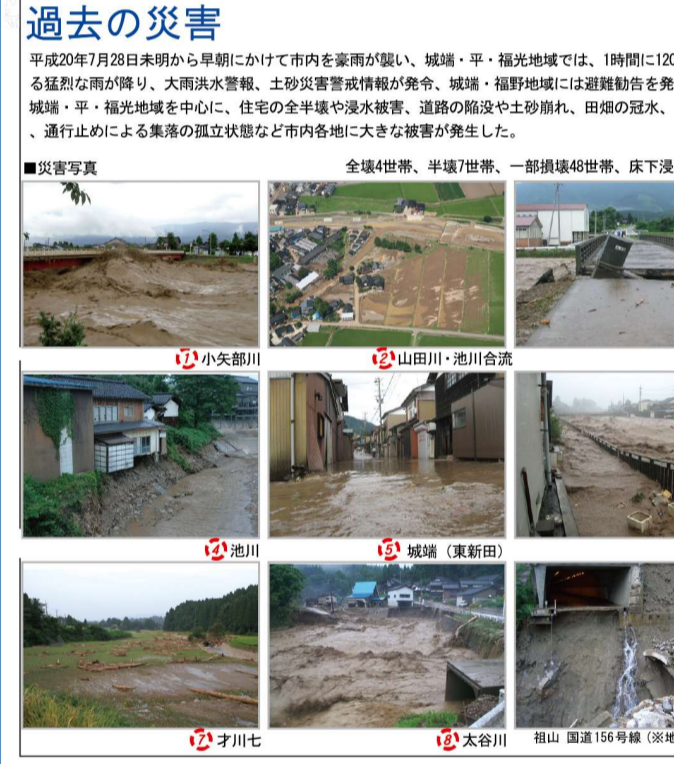 過去の災害
平成20年7月28日未明から早朝にかけて市内を豪雨が襲い、城端・平・福光地域では、1時間に120
る猛烈な雨が降り、大雨洪水警報、土砂災害警戒情報が発令、城端・福野地域には避難勧告を発
城端・平・福光地域を中心に、住宅の全半壊や浸水被害、道路の陥没や土砂崩れ、田畑の冠水、
、通行止めによる集落の孤立状態など市内各地に大きな被害が発生した。
■災害写真 全壊4世帯、半壊7世帯、一部損壊48世帯、床下浸
1 小矢部川
2 山田川・池川合流
4 池川
5 城端（東新田）
7 才川七
8 太谷川
祖山 国道156号線（※地